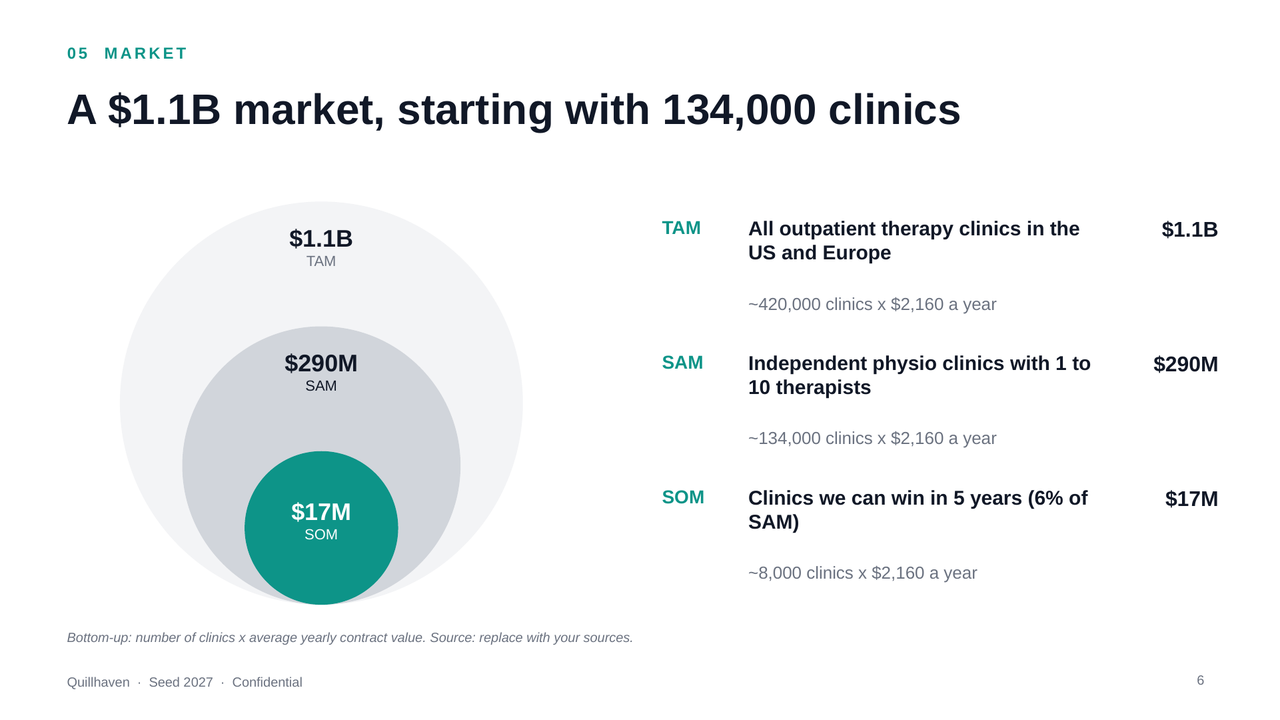 05 MARKET
A $1.1B market, starting with 134,000 clinics
$1.1B
TAM
$290M
SAM
$17M
SOM
TAM
All outpatient therapy clinics in the
US and Europe
$1.1B
~420,000 clinics x $2,160 a year
SAM
Independent physio clinics with 1 to
10 therapists
$290M
~134,000 clinics x $2,160 a year
SOM
Clinics we can win in 5 years (6% of
SAM)
$17M
~8,000 clinics x $2,160 a year
Bottom-up: number of clinics x average yearly contract value. Source: replace with your sources.
Quillhaven · Seed 2027 · Confidential
6